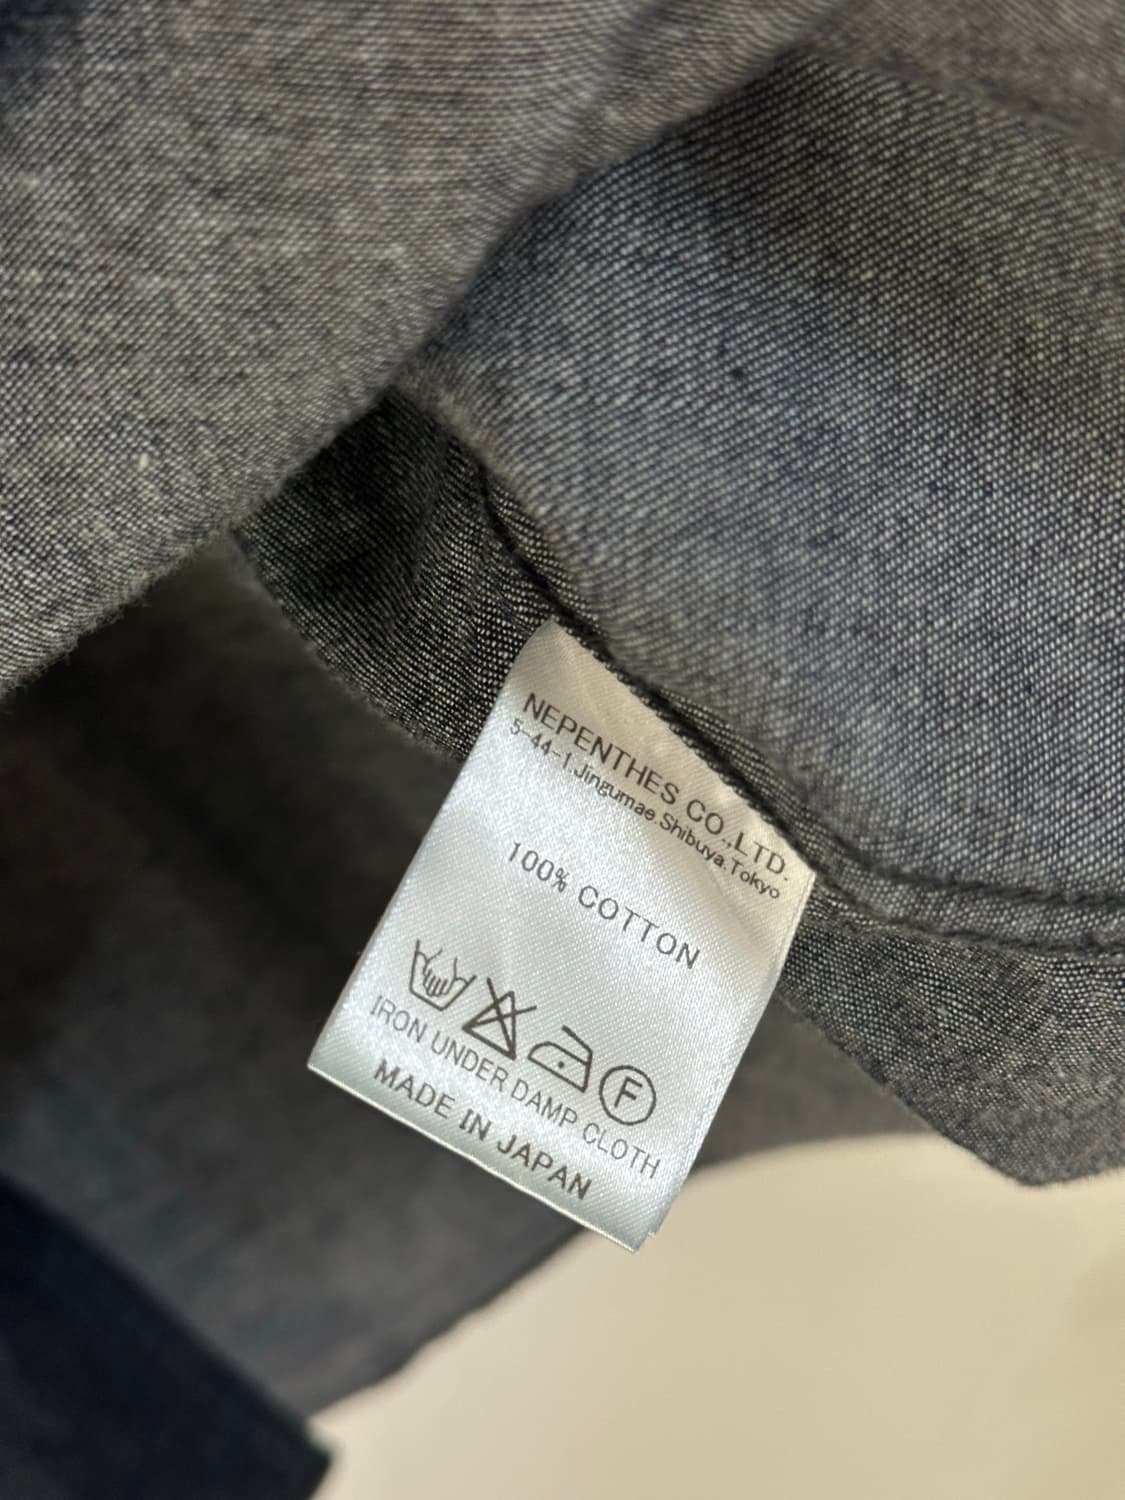 NEPENTHES CO.,LTD.
5-44-1.Jingumae.Shibuya.Tokyo
100% COTTON
F
IRON UNDER DAMP CLOTH
MADE IN JAPAN